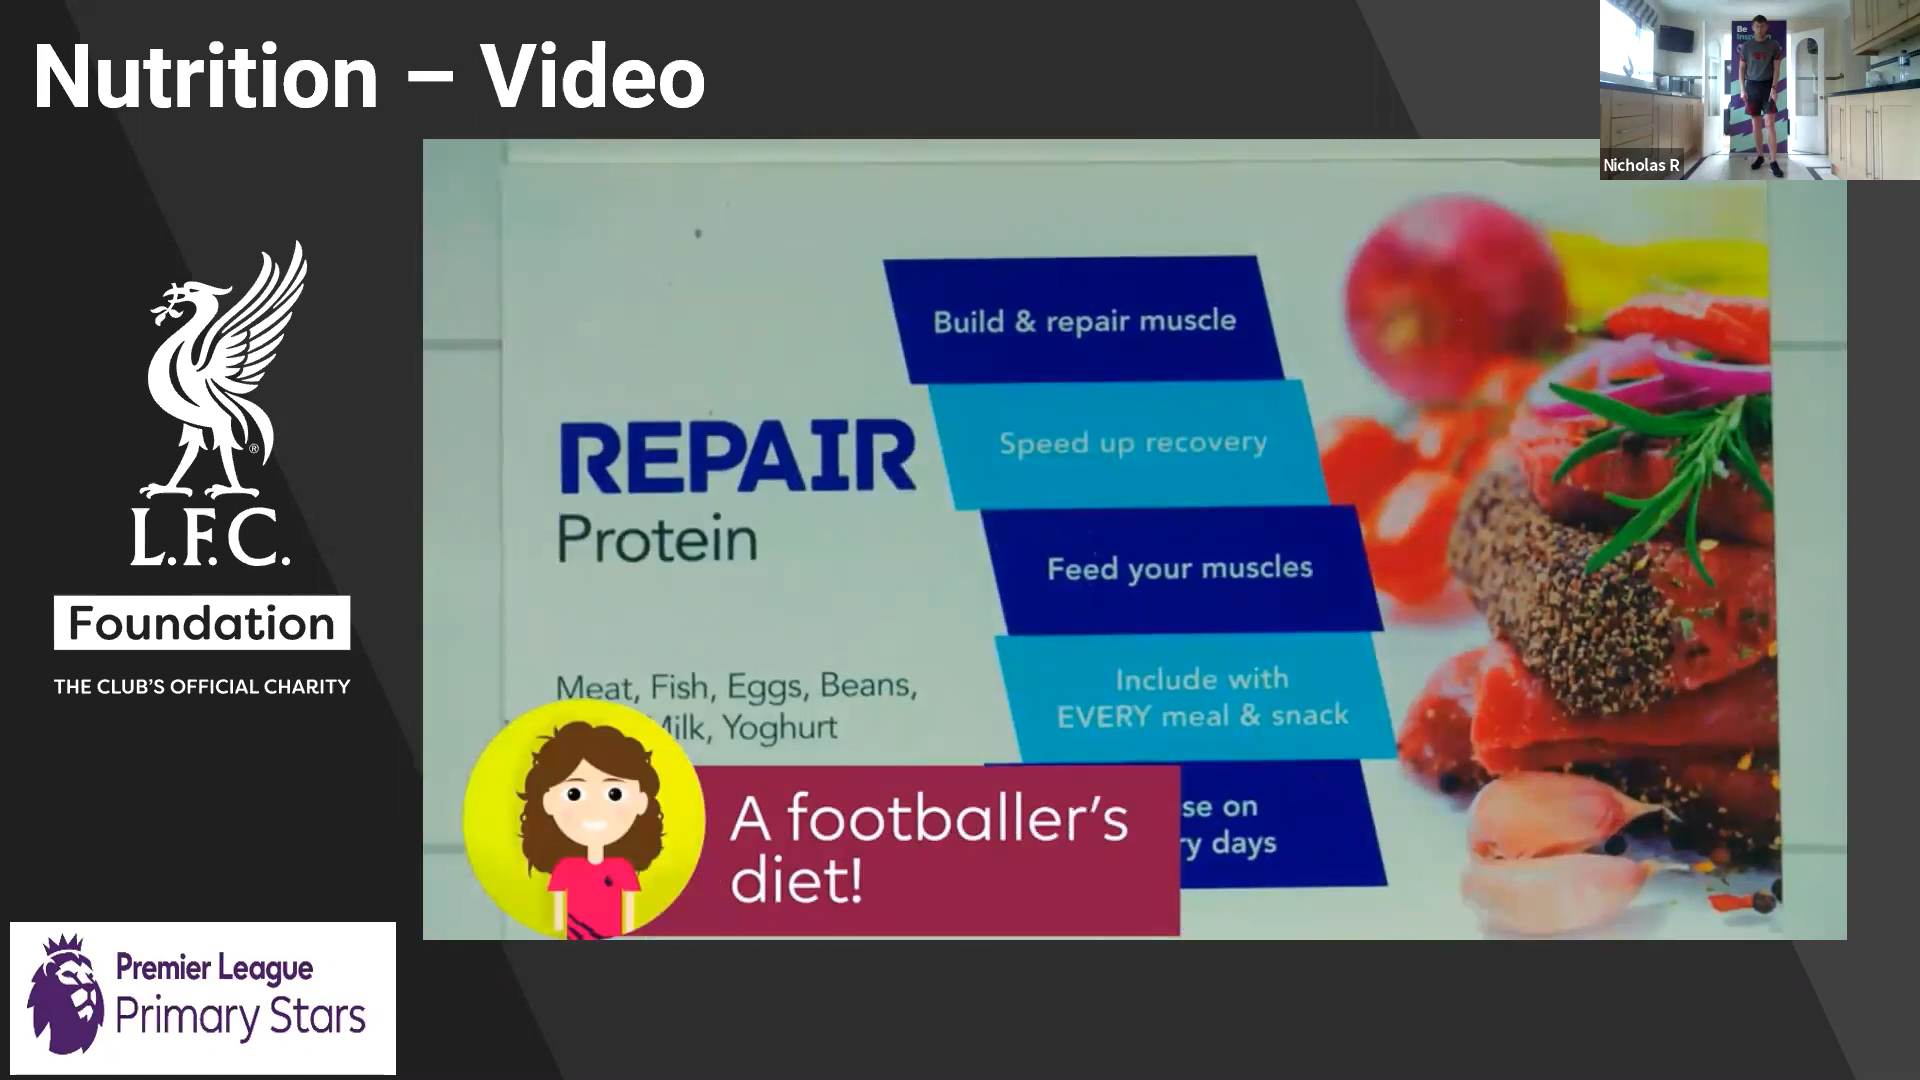 Nutrition – Video
Nicholas R
Be
L.F.C.
Foundation
THE CLUB'S OFFICIAL CHARITY
Premier League
Primary Stars
REPAIR
Protein
Meat, Fish, Eggs, Beans,
Milk, Yoghurt
Build & repair muscle
Speed up recovery
Feed your muscles
Include with
EVERY meal & snack
se on
ry days
A footballer's
diet!